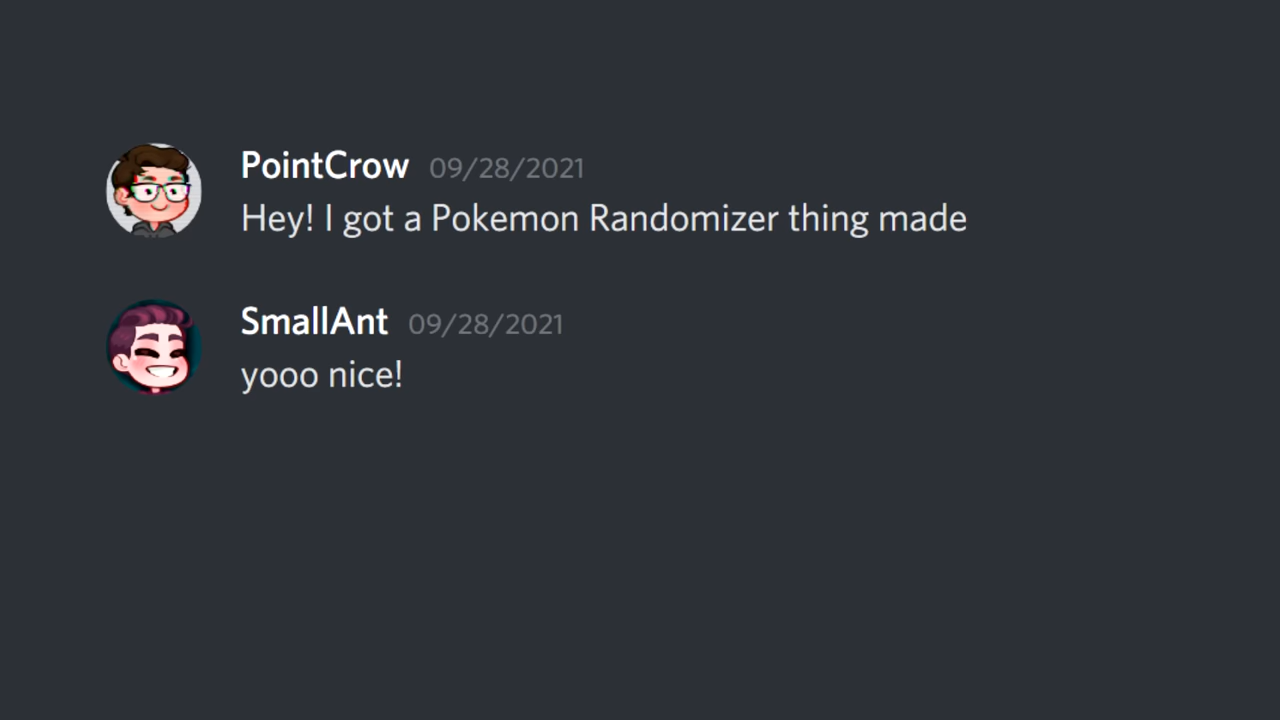 PointCrow 09/28/2021
Hey! I got a Pokemon Randomizer thing made
SmallAnt 09/28/2021
yooo nice!